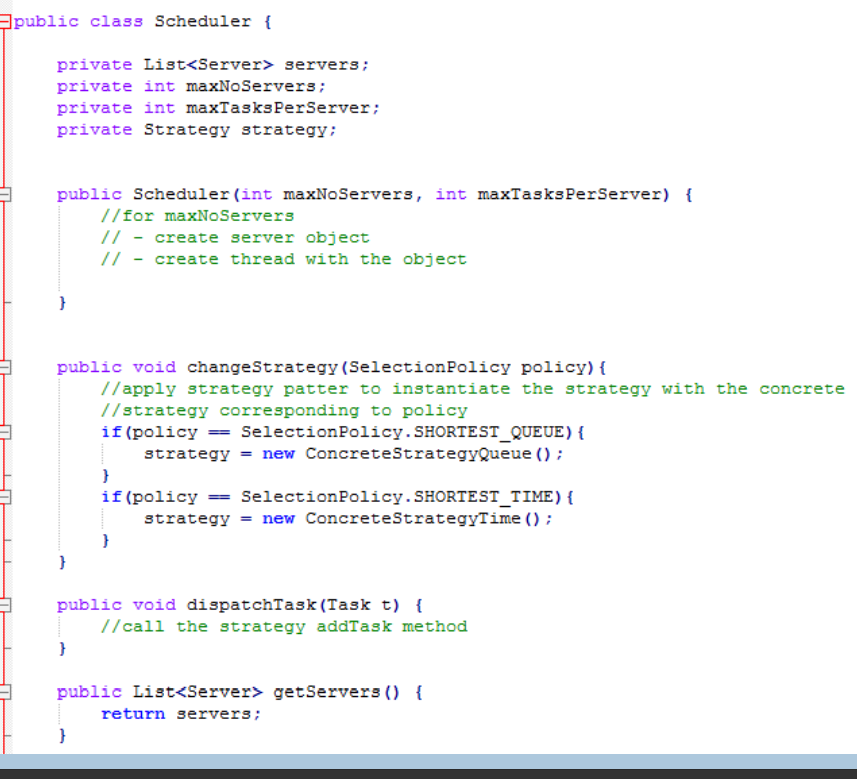 public class Scheduler {
private List<Server> servers;
private int maxNoServers;
private int maxTasksPerServer;
private Strategy strategy;
public Scheduler(int maxNoServers, int maxTasksPerServer) {
//for maxNoServers
// - create server object
// - create thread with the object
}
public void changeStrategy(SelectionPolicy policy){
//apply strategy patter to instantiate the strategy with the concrete
//strategy corresponding to policy
if(policy == SelectionPolicy.SHORTEST_QUEUE){
strategy = new ConcreteStrategyQueue();
}
if(policy == SelectionPolicy.SHORTEST_TIME){
strategy = new ConcreteStrategyTime();
}
}
public void dispatchTask(Task t) {
//call the strategy addTask method
}
public List<Server> getServers() {
return servers;
}